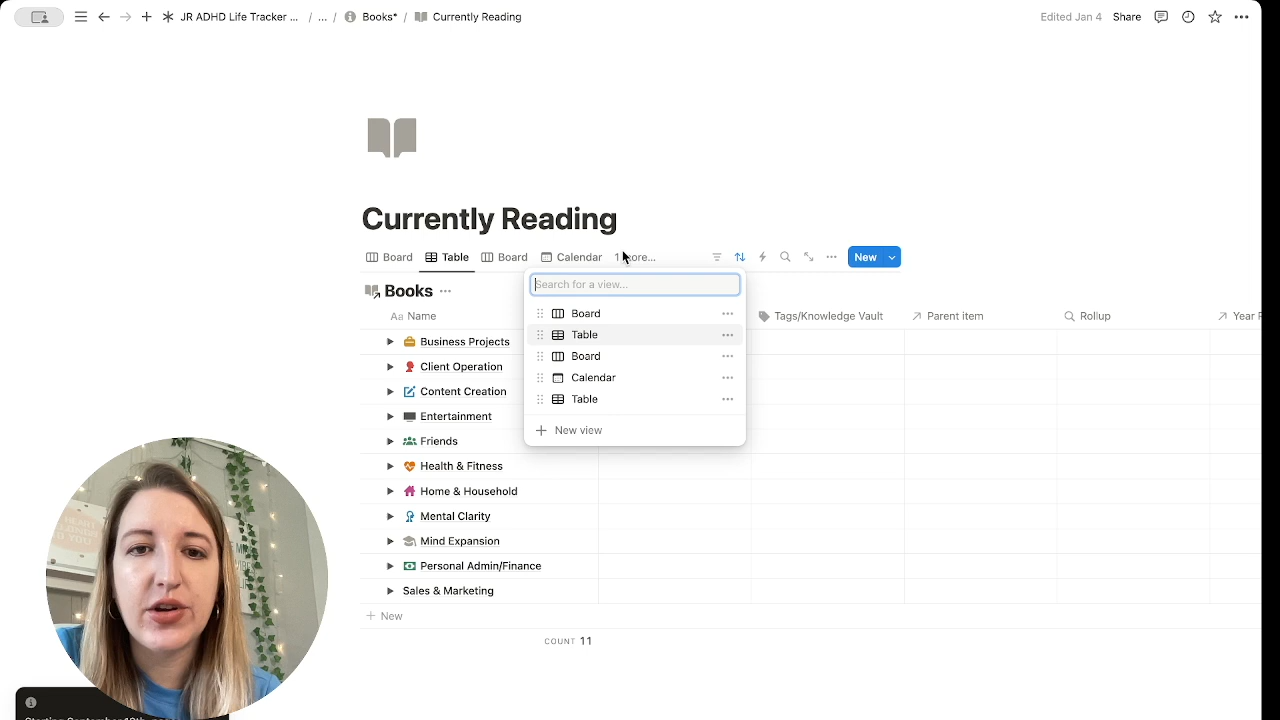 JR ADHD Life Tracker ... / ... / Books* / Currently Reading
Edited Jan 4 Share
Currently Reading
Board Table Board Calendar
New
Books
Search for a view...
Aa Name Tags/Knowledge Vault Parent item Rollup Year
Board
Table
Board
Calendar
Table
New view
Business Projects
Client Operation
Content Creation
Entertainment
Friends
Health & Fitness
Home & Household
Mental Clarity
Mind Expansion
Personal Admin/Finance
Sales & Marketing
+ New
COUNT 11